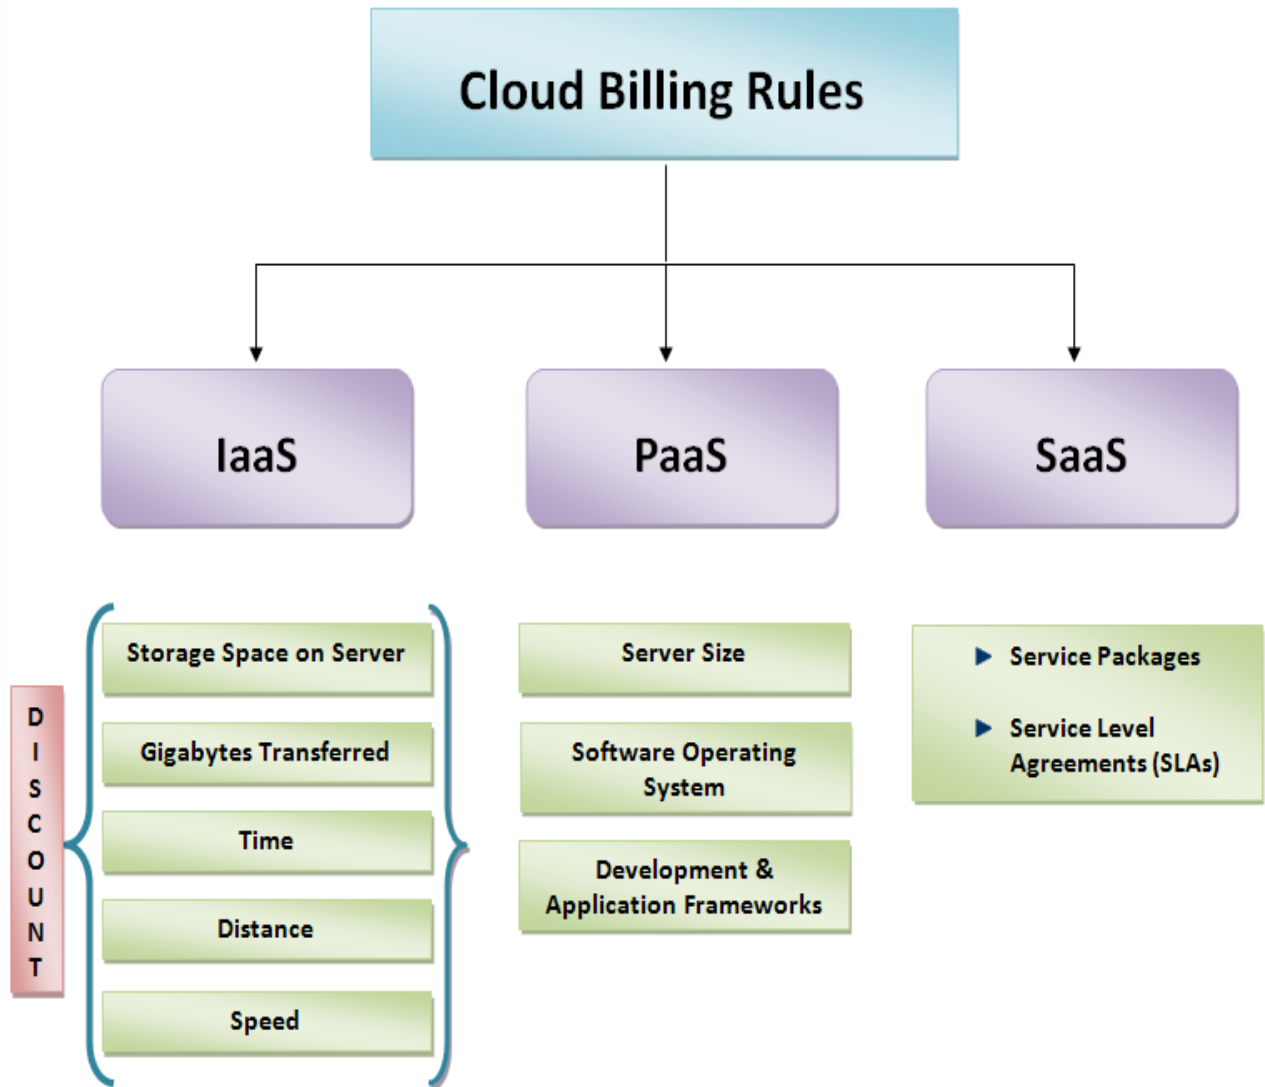 Cloud Billing Rules
IaaS
PaaS
SaaS
DISCOUNT
Storage Space on Server
Gigabytes Transferred
Time
Distance
Speed
Server Size
Software Operating
System
Development &
Application Frameworks
Service Packages
Service Level
Agreements (SLAs)